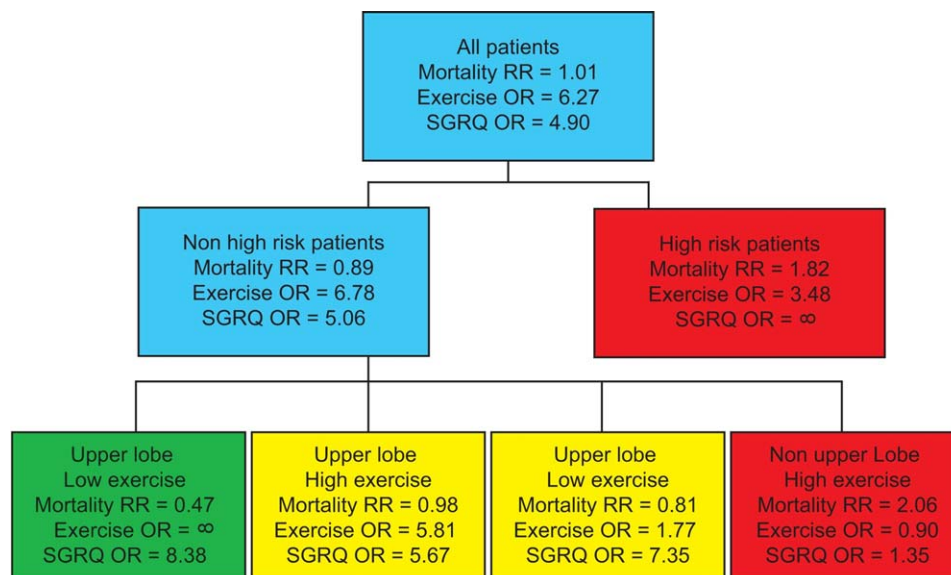 All patients
Mortality RR = 1.01
Exercise OR = 6.27
SGRQ OR = 4.90
Non high risk patients
Mortality RR = 0.89
Exercise OR = 6.78
SGRQ OR = 5.06
High risk patients
Mortality RR = 1.82
Exercise OR = 3.48
SGRQ OR = ∞
Upper lobe
Low exercise
Mortality RR = 0.47
Exercise OR = ∞
SGRQ OR = 8.38
Upper lobe
High exercise
Mortality RR = 0.98
Exercise OR = 5.81
SGRQ OR = 5.67
Upper lobe
Low exercise
Mortality RR = 0.81
Exercise OR = 1.77
SGRQ OR = 7.35
Non upper Lobe
High exercise
Mortality RR = 2.06
Exercise OR = 0.90
SGRQ OR = 1.35